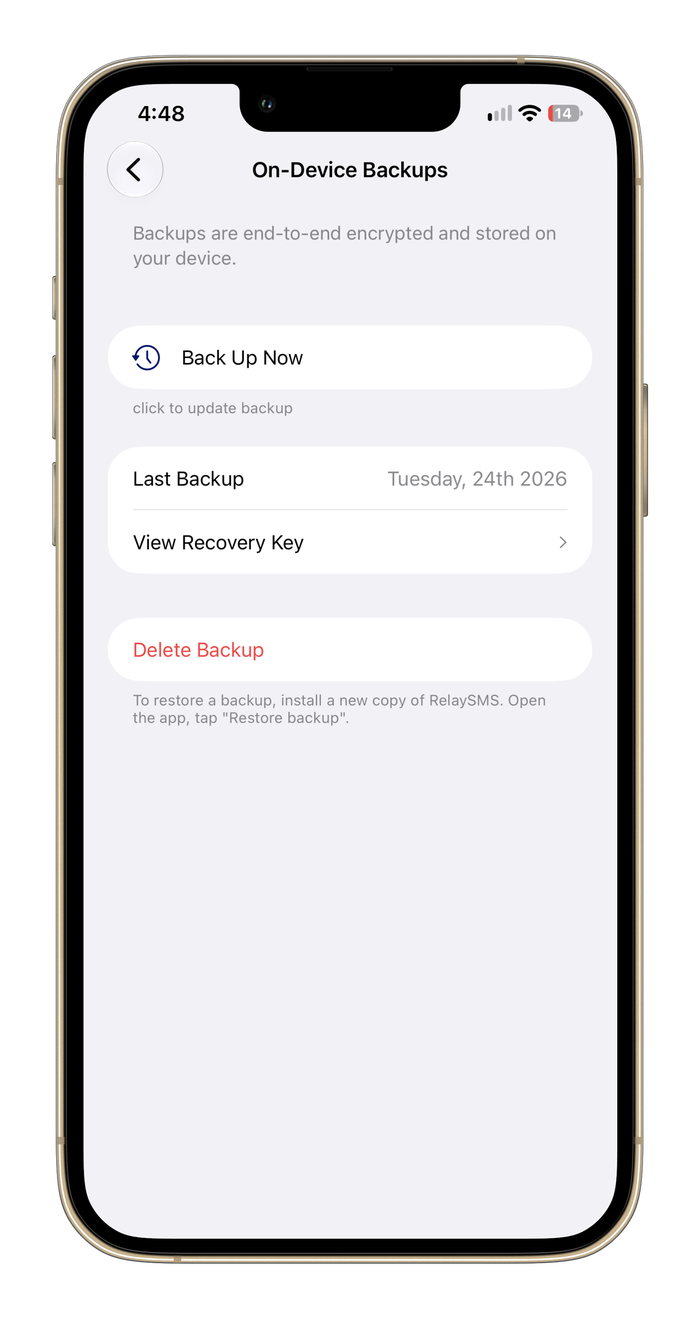 4:48
14
On-Device Backups
Backups are end-to-end encrypted and stored on
your device.
Back Up Now
click to update backup
Last Backup
Tuesday, 24th 2026
View Recovery Key
Delete Backup
To restore a backup, install a new copy of RelaySMS. Open
the app, tap "Restore backup".